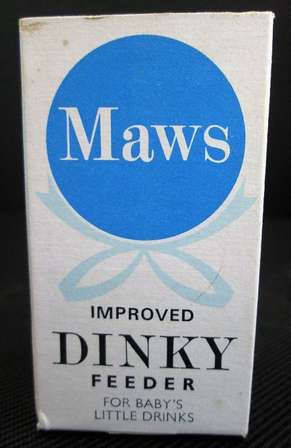 Maws
IMPROVED
DINKY
FEEDER
FOR BABY'S
LITTLE DRINKS